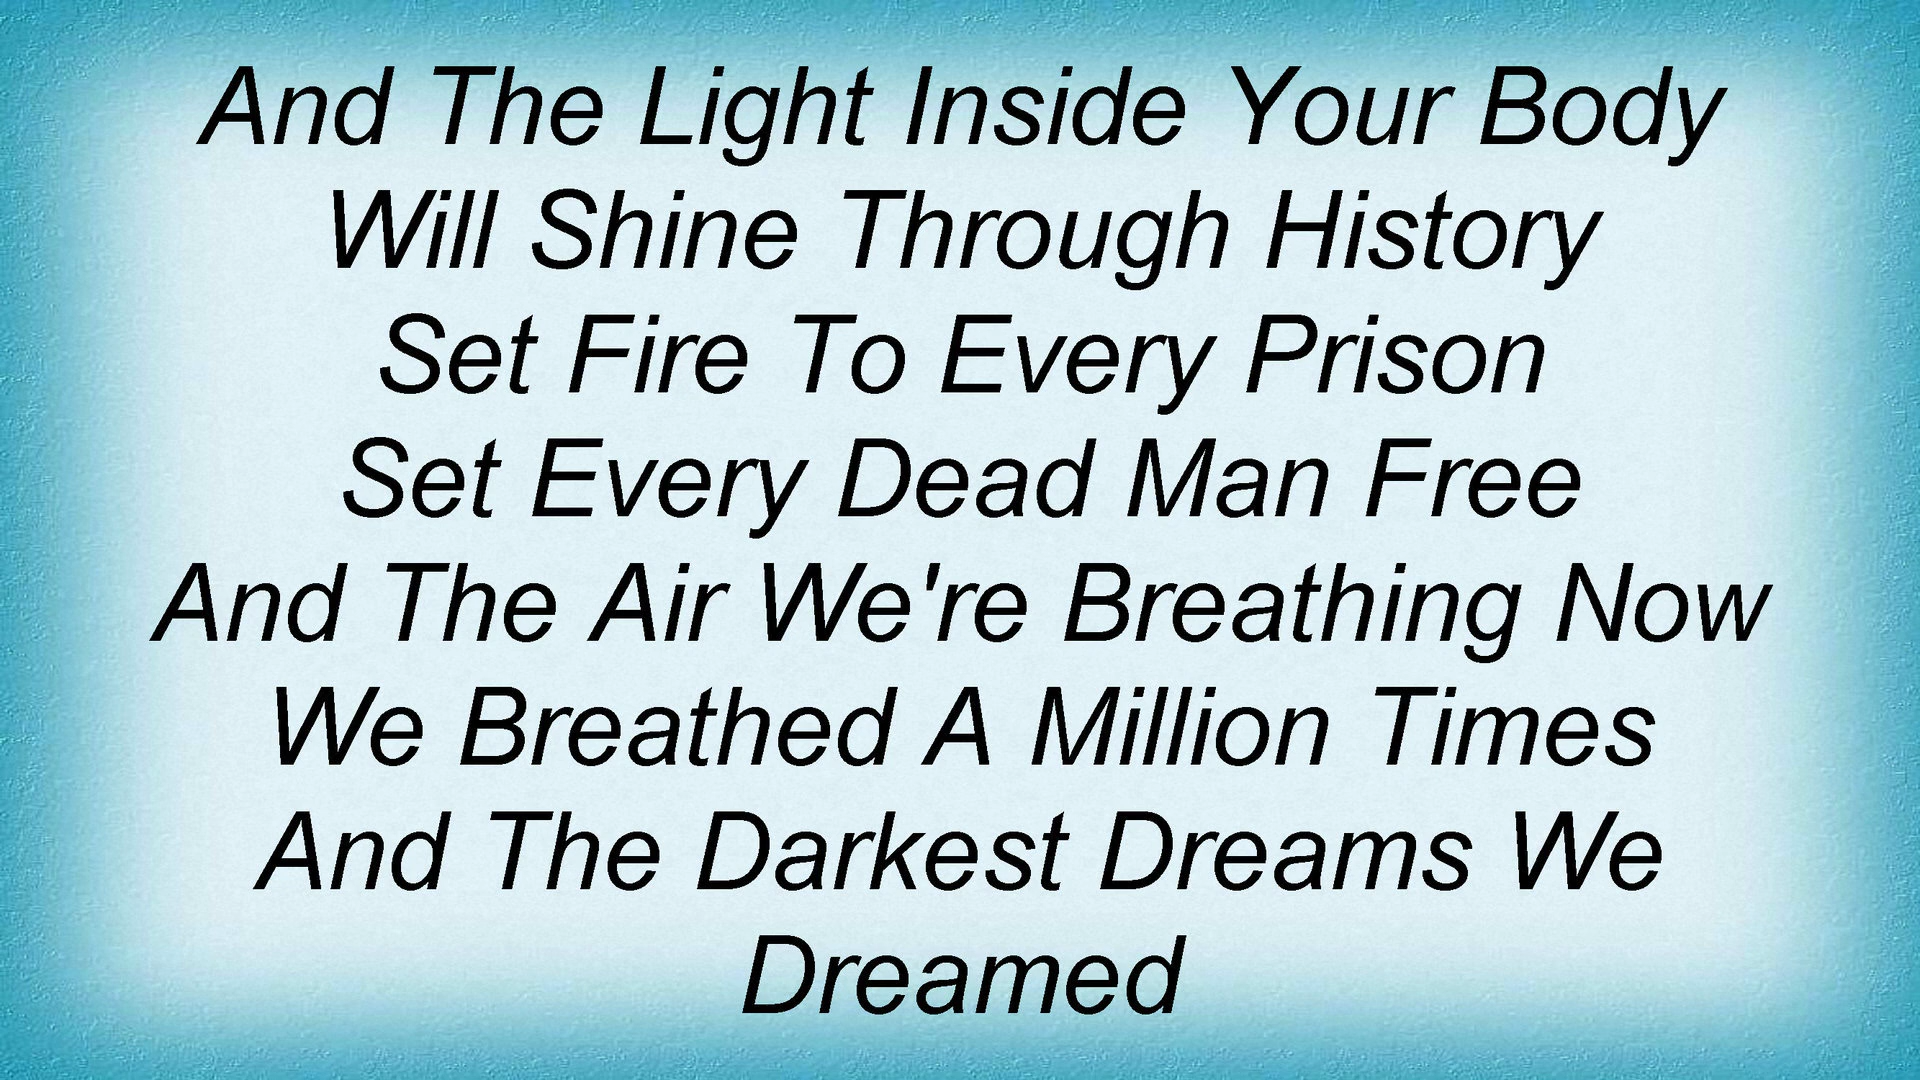 And The Light Inside Your Body
Will Shine Through History
Set Fire To Every Prison
Set Every Dead Man Free
And The Air We're Breathing Now
We Breathed A Million Times
And The Darkest Dreams We
Dreamed